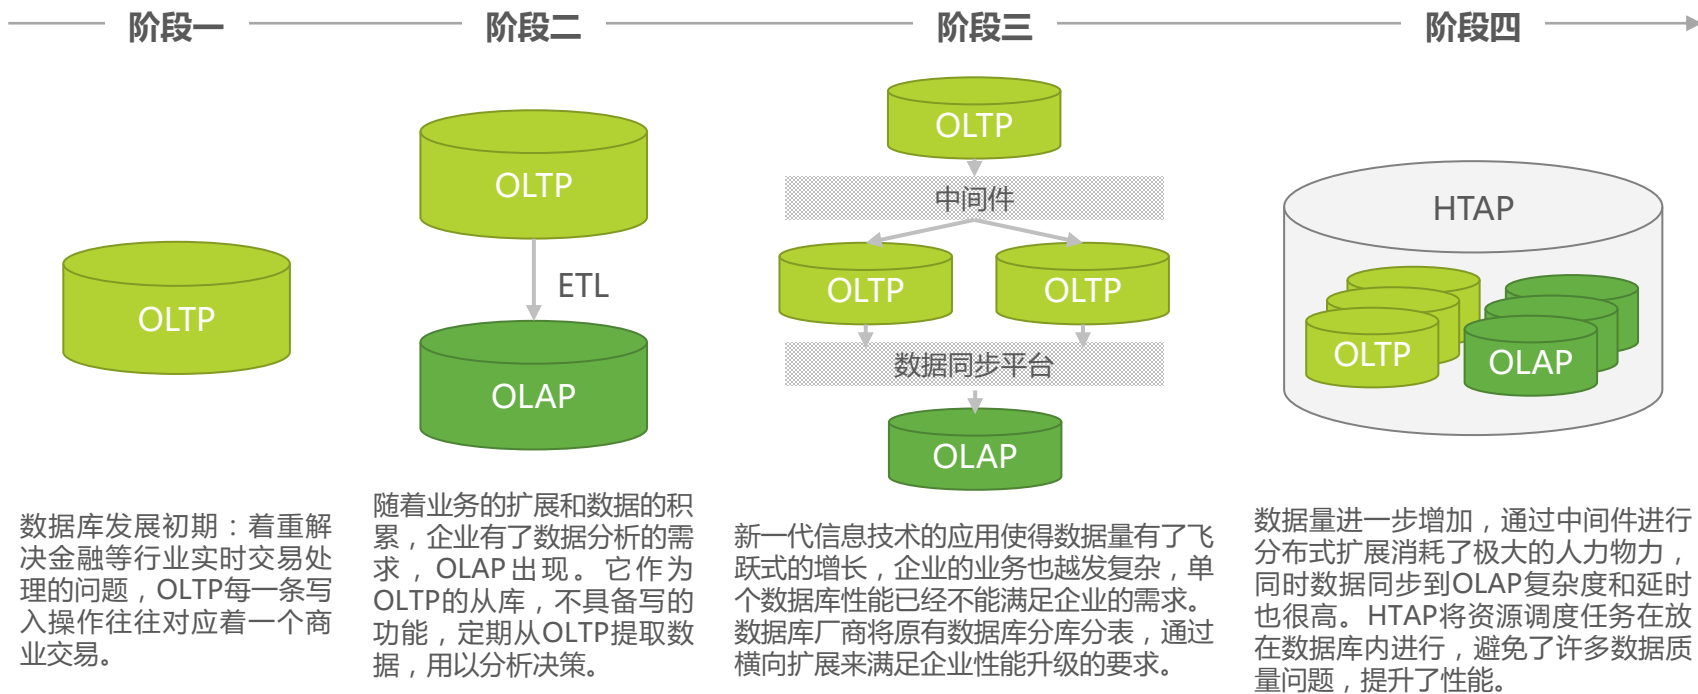 阶段一
阶段二
阶段三
阶段四
OLTP
OLTP
ETL
OLAP
OLTP
中间件
OLTP
OLTP
数据同步平台
OLAP
HTAP
OLTP
OLAP
数据库发展初期：着重解
决金融等行业实时交易处
理的问题，OLTP每一条写
入操作往往对应着一个商
业交易。
随着业务的扩展和数据的积
累，企业有了数据分析的需
求，OLAP出现。它作为
OLTP的从库，不具备写的
功能，定期从OLTP提取数
据，用以分析决策。
新一代信息技术的应用使得数据量有了飞
跃式的增长，企业的业务也越发复杂，单
个数据库性能已经不能满足企业的需求。
数据库厂商将原有数据库分库分表，通过
横向扩展来满足企业性能升级的要求。
数据量进一步增加，通过中间件进行
分布式扩展消耗了极大的人力物力，
同时数据同步到OLAP复杂度和延时
也很高。HTAP将资源调度任务在放
在数据库内进行，避免了许多数据质
量问题，提升了性能。